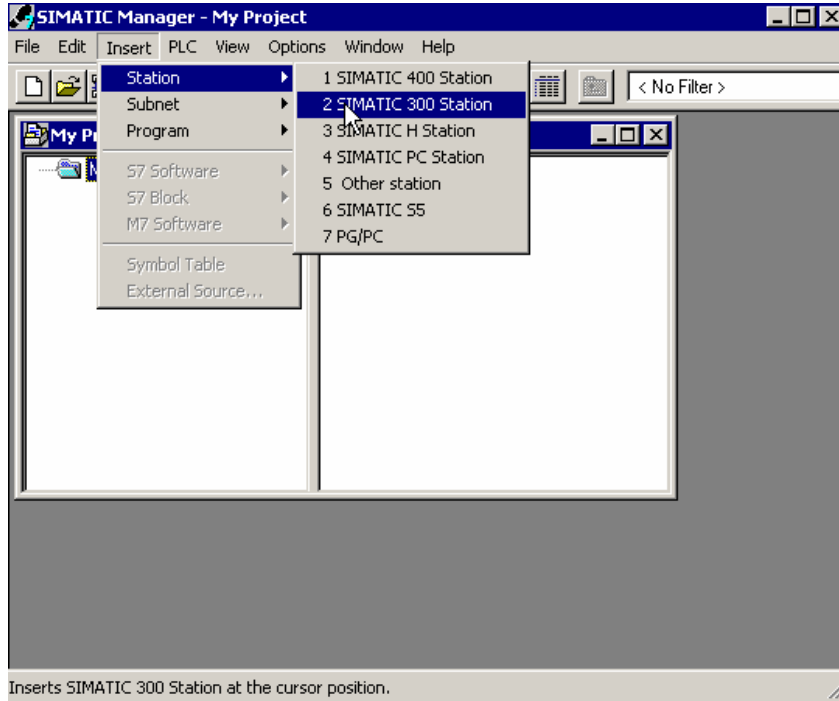 SIMATIC Manager - My Project
File Edit Insert PLC View Options Window Help
< No Filter >
Station
Subnet
Program
S7 Software
S7 Block
M7 Software
Symbol Table
External Source...
1 SIMATIC 400 Station
2 SIMATIC 300 Station
3 SIMATIC H Station
4 SIMATIC PC Station
5 Other station
6 SIMATIC S5
7 PG/PC
My
Inserts SIMATIC 300 Station at the cursor position.